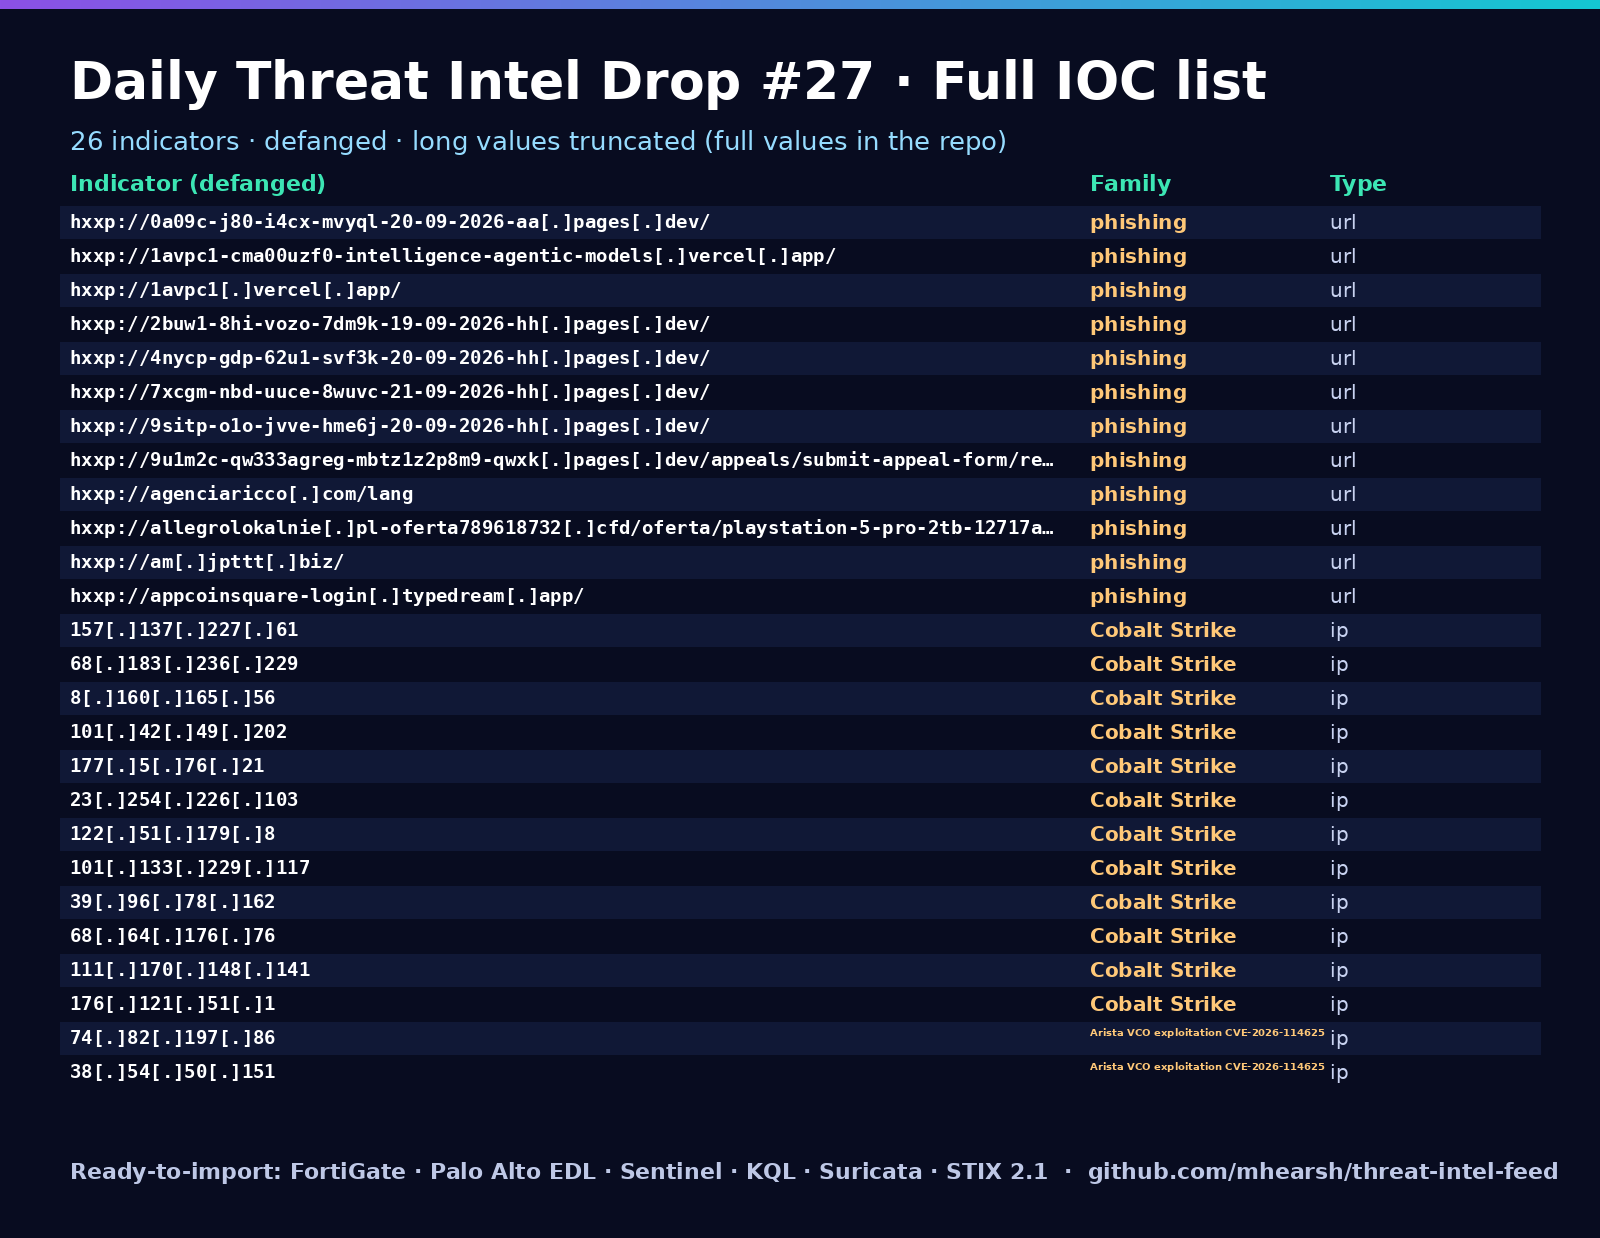 Daily Threat Intel Drop #27 · Full IOC list
26 indicators · defanged · long values truncated (full values in the repo)
Indicator (defanged) Family Type
hxxp://0a09c-j80-i4cx-mvyql-20-09-2026-aa[.]pages[.]dev/ phishing url
hxxp://1avpc1-cma00uzf0-intelligence-agentic-models[.]vercel[.]app/ phishing url
hxxp://1avpc1[.]vercel[.]app/ phishing url
hxxp://2buw1-8hi-vozo-7dm9k-19-09-2026-hh[.]pages[.]dev/ phishing url
hxxp://4nycp-gdp-62u1-svf3k-20-09-2026-hh[.]pages[.]dev/ phishing url
hxxp://7xcgm-nbd-uuce-8wuvc-21-09-2026-hh[.]pages[.]dev/ phishing url
hxxp://9sitp-o1o-jvve-hme6j-20-09-2026-hh[.]pages[.]dev/ phishing url
hxxp://9u1m2c-qw333agreg-mbtz1z2p8m9-qwxk[.]pages[.]dev/appeals/submit-appeal-form/re… phishing url
hxxp://agenciaricco[.]com/lang phishing url
hxxp://allegrolokalnie[.]pl-oferta789618732[.]cfd/oferta/playstation-5-pro-2tb-12717a… phishing url
hxxp://am[.]jpttt[.]biz/ phishing url
hxxp://appcoinsquare-login[.]typedream[.]app/ phishing url
157[.]137[.]227[.]61 Cobalt Strike ip
68[.]183[.]236[.]229 Cobalt Strike ip
8[.]160[.]165[.]56 Cobalt Strike ip
101[.]42[.]49[.]202 Cobalt Strike ip
177[.]5[.]76[.]21 Cobalt Strike ip
23[.]254[.]226[.]103 Cobalt Strike ip
122[.]51[.]179[.]8 Cobalt Strike ip
101[.]133[.]229[.]117 Cobalt Strike ip
39[.]96[.]78[.]162 Cobalt Strike ip
68[.]64[.]176[.]76 Cobalt Strike ip
111[.]170[.]148[.]141 Cobalt Strike ip
176[.]121[.]51[.]1 Cobalt Strike ip
74[.]82[.]197[.]86 Arista VCO exploitation CVE-2026-114625 ip
38[.]54[.]50[.]151 Arista VCO exploitation CVE-2026-114625 ip
Ready-to-import: FortiGate · Palo Alto EDL · Sentinel · KQL · Suricata · STIX 2.1 · github.com/mhearsh/threat-intel-feed